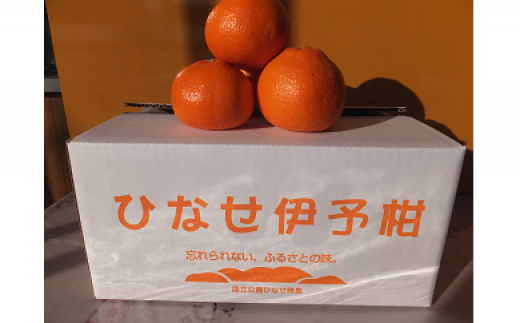 ひなせ伊予柑
忘れられない、ふるさとの味。
国立公園ひなせ諸島